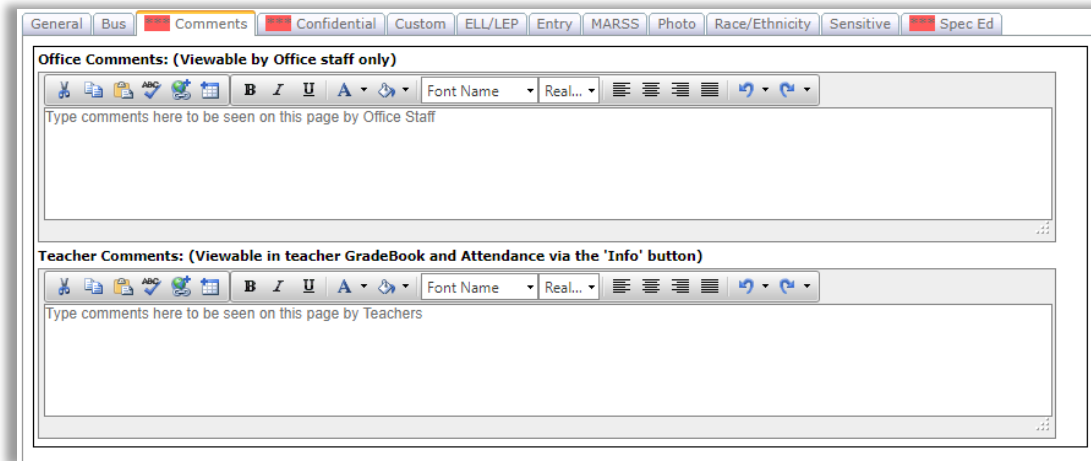 General Bus *** Comments *** Confidential Custom ELL/LEP Entry MARSS Photo Race/Ethnicity Sensitive *** Spec Ed
Office Comments: (Viewable by Office staff only)
ABC B I U A Font Name Real...
Type comments here to be seen on this page by Office Staff
Teacher Comments: (Viewable in teacher GradeBook and Attendance via the 'Info' button)
ABC B I U A Font Name Real...
Type comments here to be seen on this page by Teachers